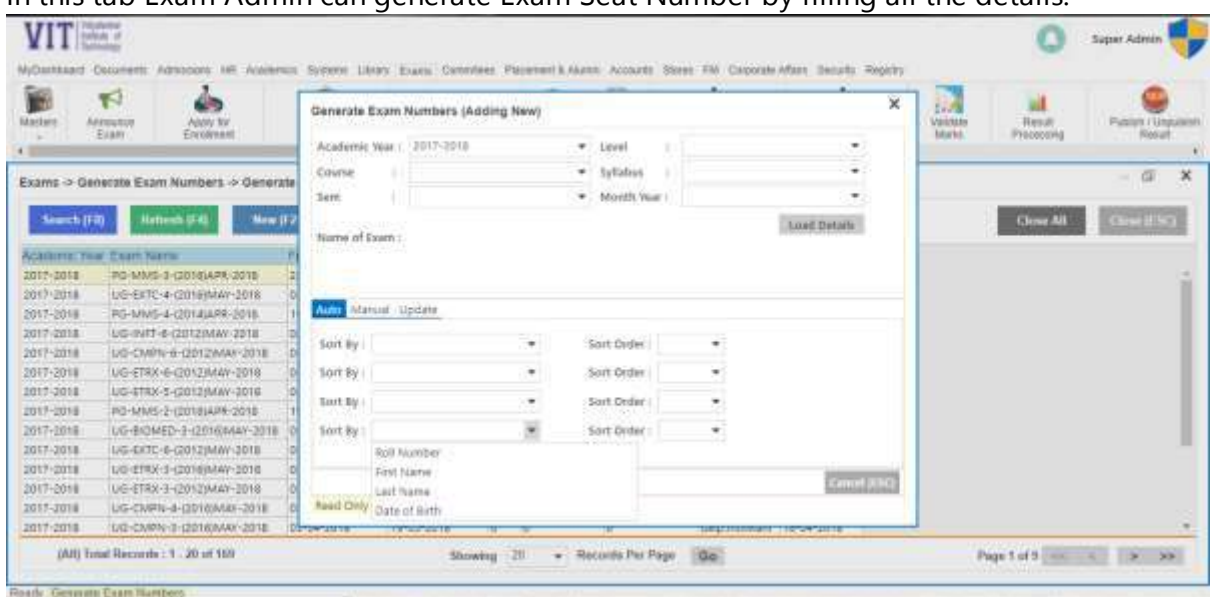 In this tab Exam Admin can generate Exam Seat Number by filling all the details.
VIT Vidyalankar Institute of Technology
Super Admin
MyDashboard Documents Admissions HR Academics Systems Library Exams Committees Placement & Alumni Accounts Stores FM Corporate Affairs Security Registry
Masters
Announce Exam
Apply for Enrolment
Validate Marks
Result Processing
Publish / Unpublish Result
Generate Exam Numbers (Adding New) X
Academic Year : 2017-2018 Level :
Course : Syllabus :
Sem : Month Year :
Load Details
Name of Exam :
Auto Manual Update
Sort By : Sort Order :
Sort By : Sort Order :
Sort By : Sort Order :
Sort By : Sort Order :
Roll Number
First Name
Last Name
Date of Birth
Cancel (ESC)
Read Only
Exams -> Generate Exam Numbers -> Generate
Search (F3) Refresh (F4) New (F2 Close All Close (ESC)
Academic Year Exam Name
2017-2018 PG-MMS-3-(2016)APR-2018
2017-2018 UG-EXTC-4-(2016)MAY-2018
2017-2018 PG-MMS-4-(2014)APR-2018
2017-2018 UG-INFT-6-(2012)MAY-2018
2017-2018 UG-CMPN-6-(2012)MAY-2018
2017-2018 UG-ETRX-6-(2012)MAY-2018
2017-2018 UG-ETRX-5-(2012)MAY-2018
2017-2018 PG-MMS-2-(2016)APR-2018
2017-2018 UG-BIOMED-3-(2016)MAY-2018
2017-2018 UG-EXTC-6-(2012)MAY-2018
2017-2018 UG-ETRX-3-(2016)MAY-2018
2017-2018 UG-ETRX-3-(2012)MAY-2018
2017-2018 UG-CMPN-4-(2016)MAY-2018
2017-2018 UG-CMPN-3-(2016)MAY-2018
(All) Total Records : 1 - 20 of 169 Showing 20 Records Per Page Go Page 1 of 9 << < > >>
Ready Generate Exam Numbers